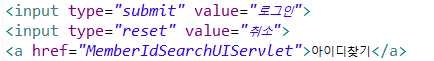 <input type="submit" value="로그인">
<input type="reset" value="취소">
<a href="MemberIdSearchUIServlet">아이디찾기</a>